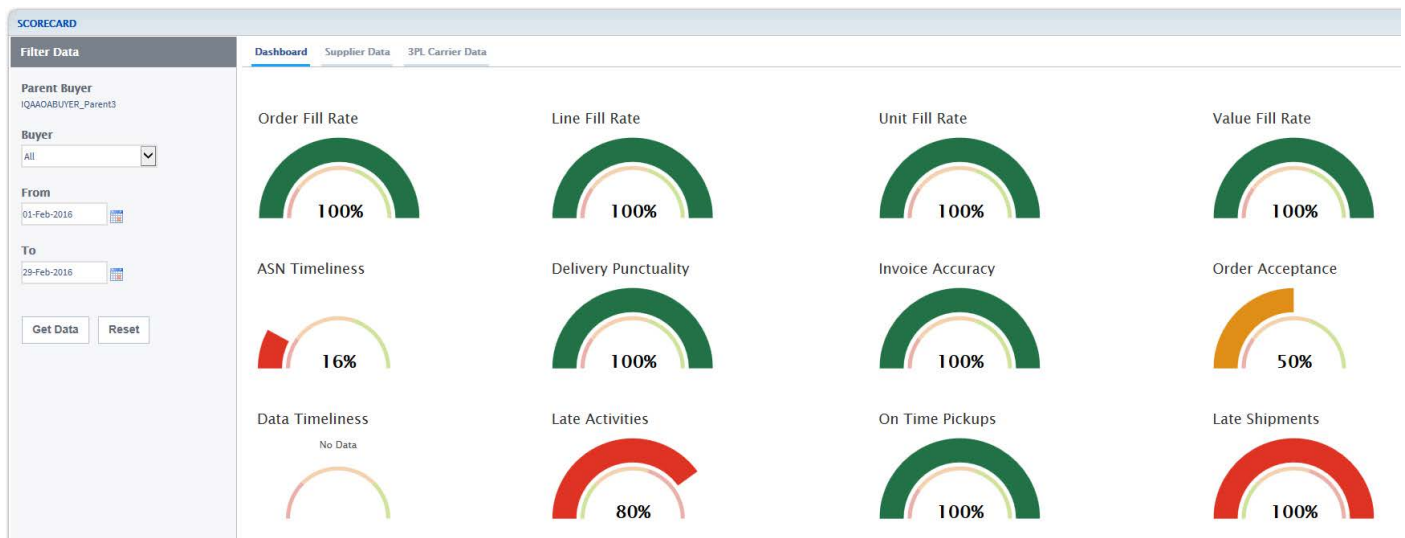 SCORECARD
Filter Data
Dashboard Supplier Data 3PL Carrier Data
Parent Buyer
IQAAOABUYER_Parent3
Buyer
All
From
01-Feb-2016
To
29-Feb-2016
Get Data Reset
Order Fill Rate Line Fill Rate Unit Fill Rate Value Fill Rate
100% 100% 100% 100%
ASN Timeliness Delivery Punctuality Invoice Accuracy Order Acceptance
16% 100% 100% 50%
Data Timeliness Late Activities On Time Pickups Late Shipments
No Data
80% 100% 100%